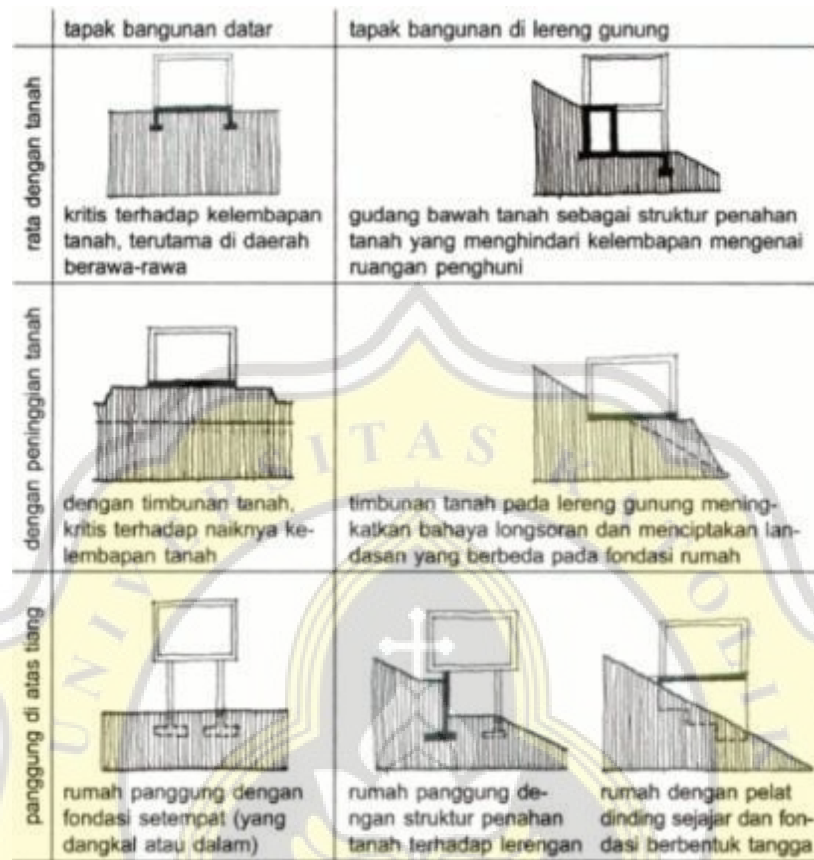 tapak bangunan datar
tapak bangunan di lereng gunung
rata dengan tanah
kritis terhadap kelembapan
tanah, terutama di daerah
berawa-rawa
gudang bawah tanah sebagai struktur penahan
tanah yang menghindari kelembapan mengenai
ruangan penghuni
dengan peninggian tanah
dengan timbunan tanah,
kritis terhadap naiknya ke-
lembapan tanah
timbunan tanah pada lereng gunung mening-
katkan bahaya longsoran dan menciptakan lan-
dasan yang berbeda pada fondasi rumah
panggung di atas tiang
rumah panggung dengan
fondasi setempat (yang
dangkal atau dalam)
rumah panggung de-
ngan struktur penahan
tanah terhadap lerengan
rumah dengan pelat
dinding sejajar dan fon-
dasi berbentuk tangga